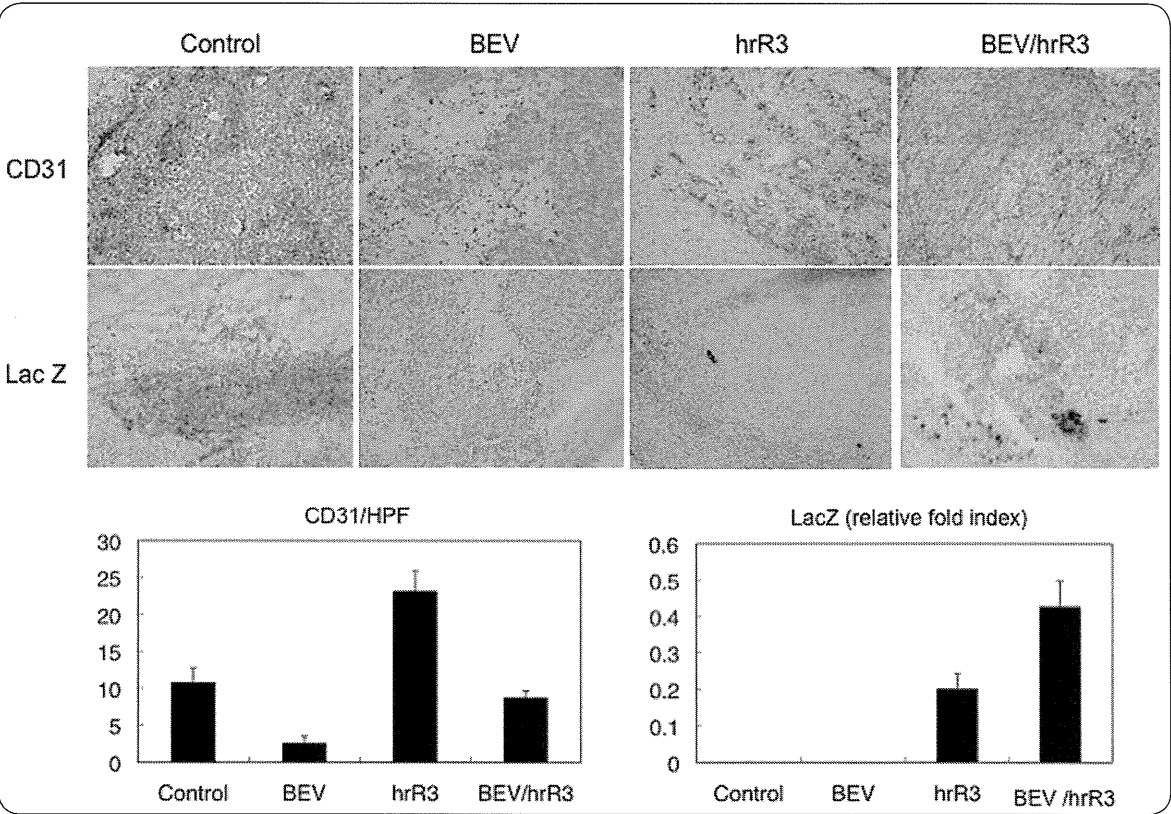 Control BEV hrR3 BEV/hrR3
CD31
Lac Z
CD31/HPF
30
25
20
15
10
5
0
Control BEV hrR3 BEV/hrR3
LacZ (relative fold index)
0.6
0.5
0.4
0.3
0.2
0.1
0
Control BEV hrR3 BEV /hrR3